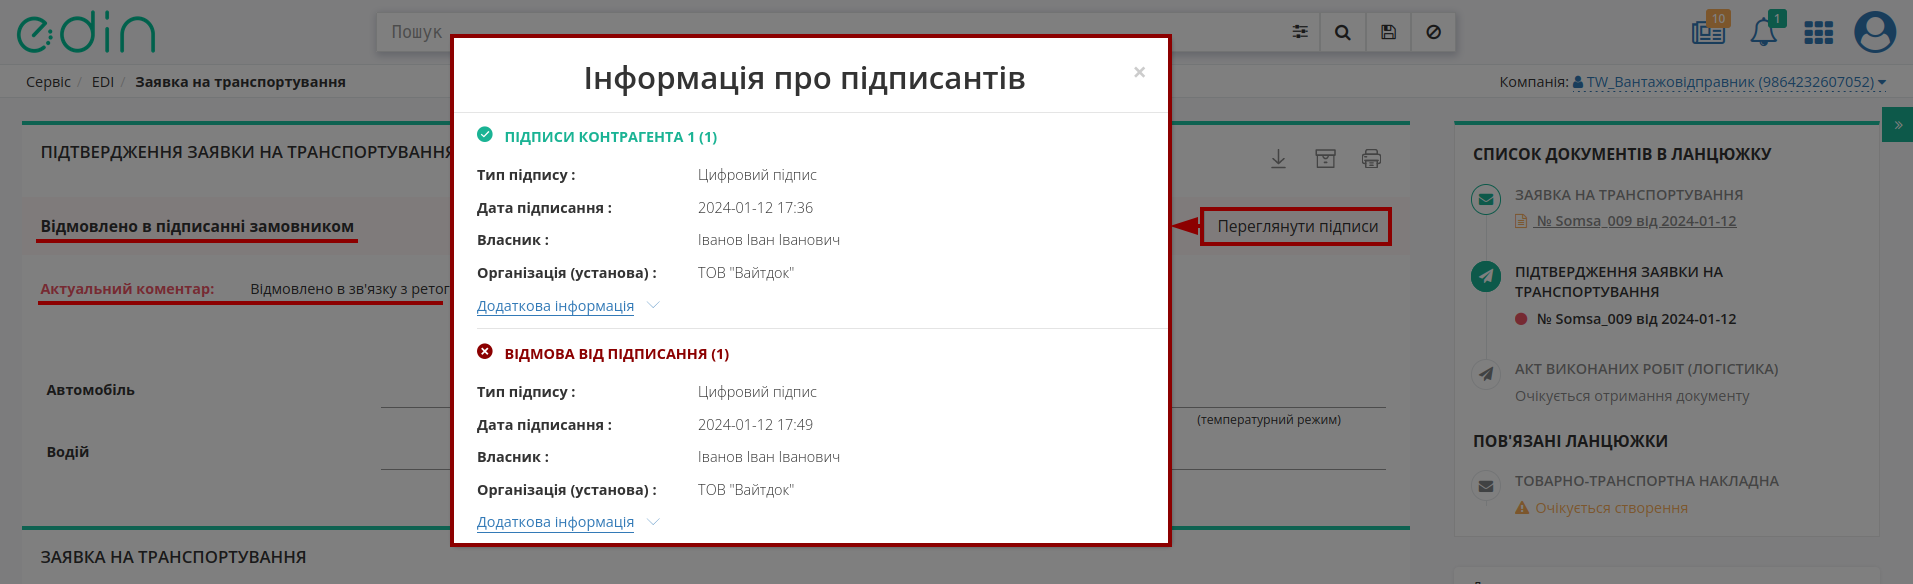 edin
Пошук
10
1
Сервіс / EDI / Заявка на транспортування
Компанія: TW_Вантажовідправник (9864232607052)
ПІДТВЕРДЖЕННЯ ЗАЯВКИ НА ТРАНСПОРТУВАННЯ
Відмовлено в підписанні замовником
Переглянути підписи
Актуальний коментар: Відмовлено в зв'язку з
Автомобіль
(температурний режим)
Водій
ЗАЯВКА НА ТРАНСПОРТУВАННЯ
Інформація про підписантів
×
ПІДПИСИ КОНТРАГЕНТА 1 (1)
Тип підпису : Цифровий підпис
Дата підписання : 2024-01-12 17:36
Власник : Іванов Іван Іванович
Організація (установа) : ТОВ "Вайтдок"
Додаткова інформація
ВІДМОВА ВІД ПІДПИСАННЯ (1)
Тип підпису : Цифровий підпис
Дата підписання : 2024-01-12 17:49
Власник : Іванов Іван Іванович
Організація (установа) : ТОВ "Вайтдок"
Додаткова інформація
»
СПИСОК ДОКУМЕНТІВ В ЛАНЦЮЖКУ
ЗАЯВКА НА ТРАНСПОРТУВАННЯ
№ Somsa_009 від 2024-01-12
ПІДТВЕРДЖЕННЯ ЗАЯВКИ НА
ТРАНСПОРТУВАННЯ
№ Somsa_009 від 2024-01-12
АКТ ВИКОНАНИХ РОБІТ (ЛОГІСТИКА)
Очікується отримання документу
ПОВ'ЯЗАНІ ЛАНЦЮЖКИ
ТОВАРНО-ТРАНСПОРТНА НАКЛАДНА
Очікується створення